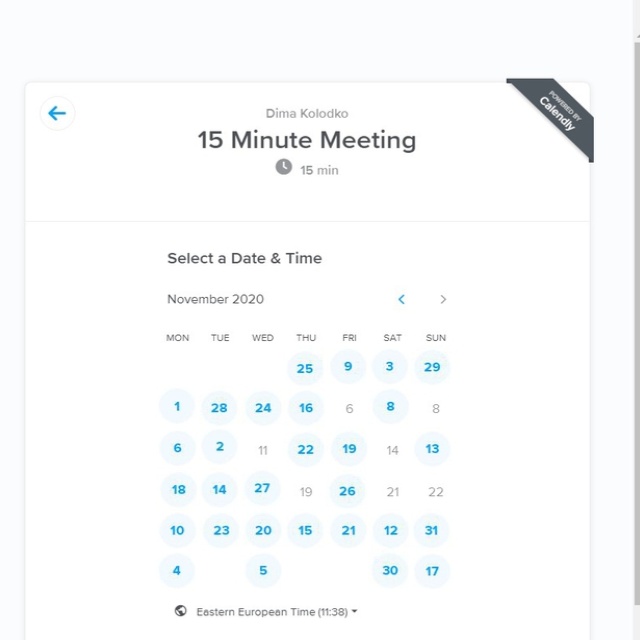 POWERED BY
Calendly
Dima Kolodko
15 Minute Meeting
15 min
Select a Date & Time
November 2020 < >
MON TUE WED THU FRI SAT SUN
25 9 3 29
1 28 24 16 6 8 8
6 2 11 22 19 14 13
18 14 27 19 26 21 22
10 23 20 15 21 12 31
4 5 30 17
Eastern European Time (11:38)